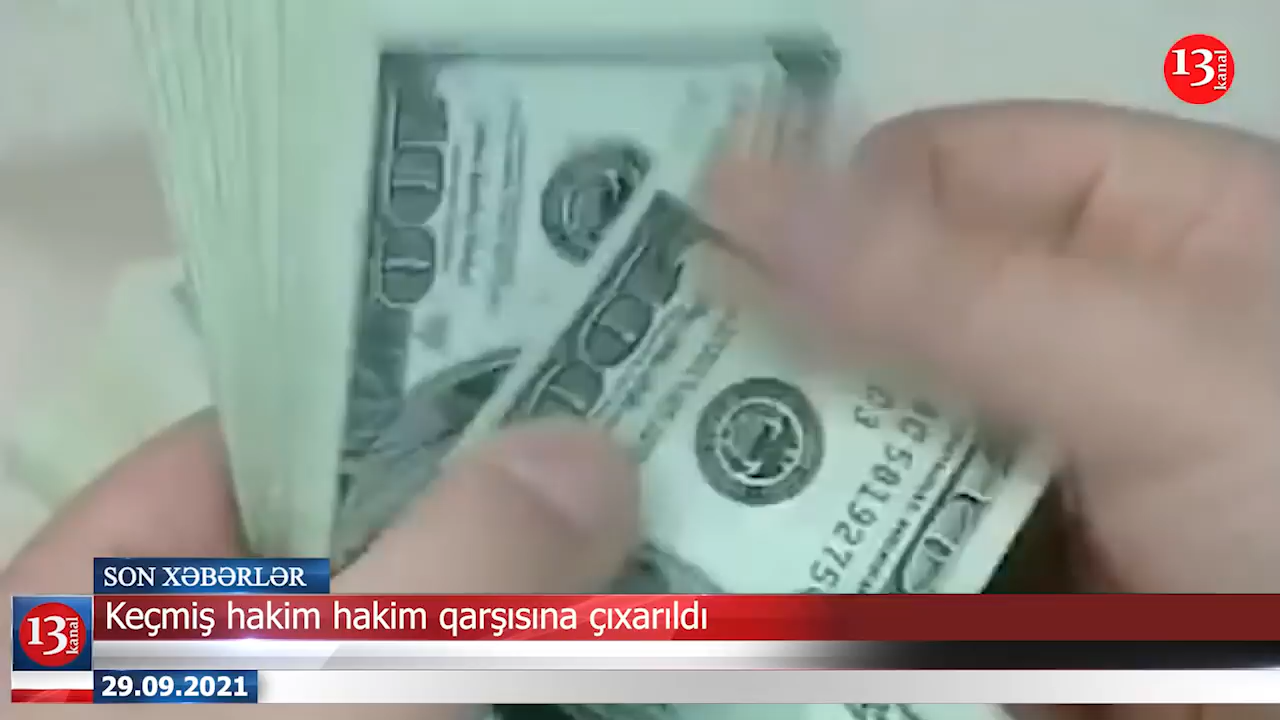 13 kanal
SON XƏBƏRLƏR
13 kanal
Keçmiş hakim hakim qarşısına çıxarıldı
29.09.2021